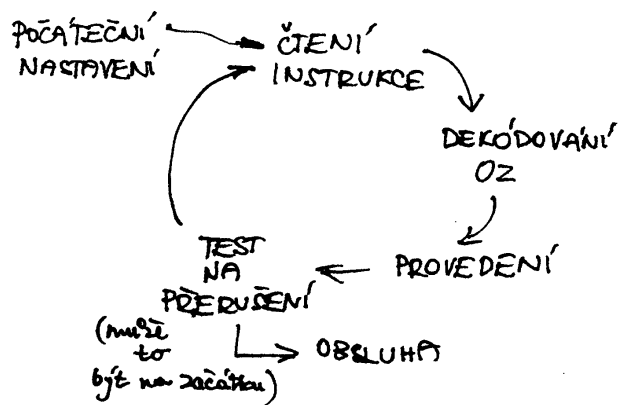 POČÁTEČNÍ
NASTAVENÍ
ČTENÍ
INSTRUKCE
DEKÓDOVÁNÍ
OZ
PROVEDENÍ
TEST
NA
PŘERUŠENÍ
(může
to
být na začátku)
OBSLUHA